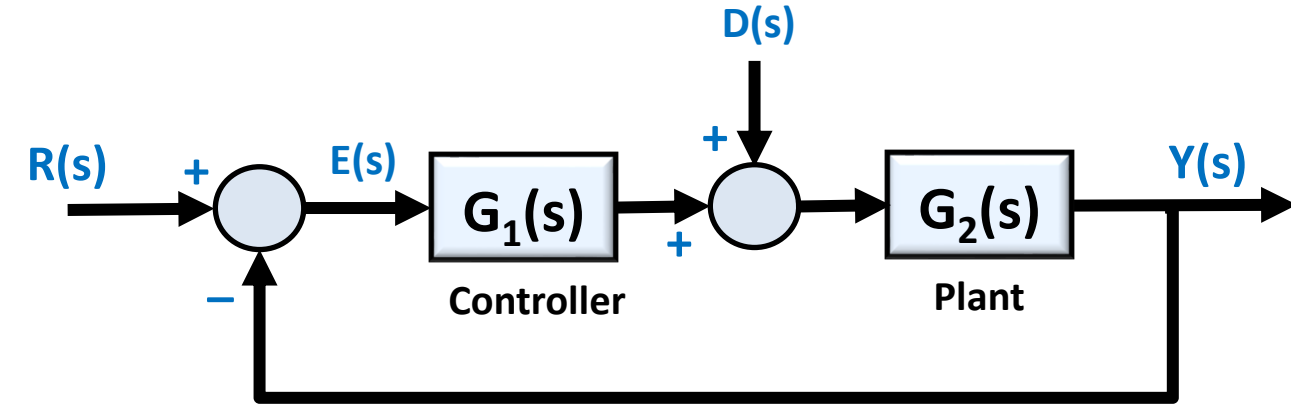 D(s)
R(s)
+
E(s)
G₁(s)
+
+
G₂(s)
Y(s)
−
Controller
Plant